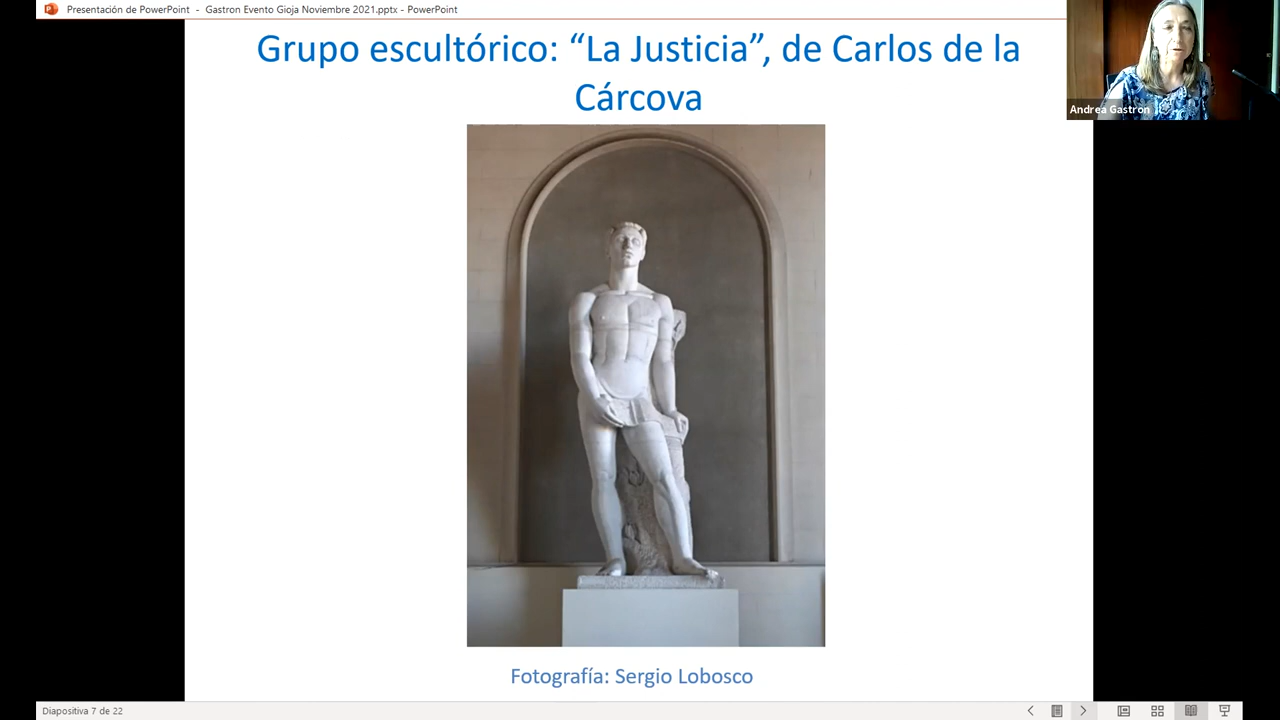 Presentación de PowerPoint - Gastron Evento Gioja Noviembre 2021.pptx - PowerPoint
Grupo escultórico: “La Justicia”, de Carlos de la
Cárcova
Andrea Gastron
Fotografía: Sergio Lobosco
Diapositiva 7 de 22